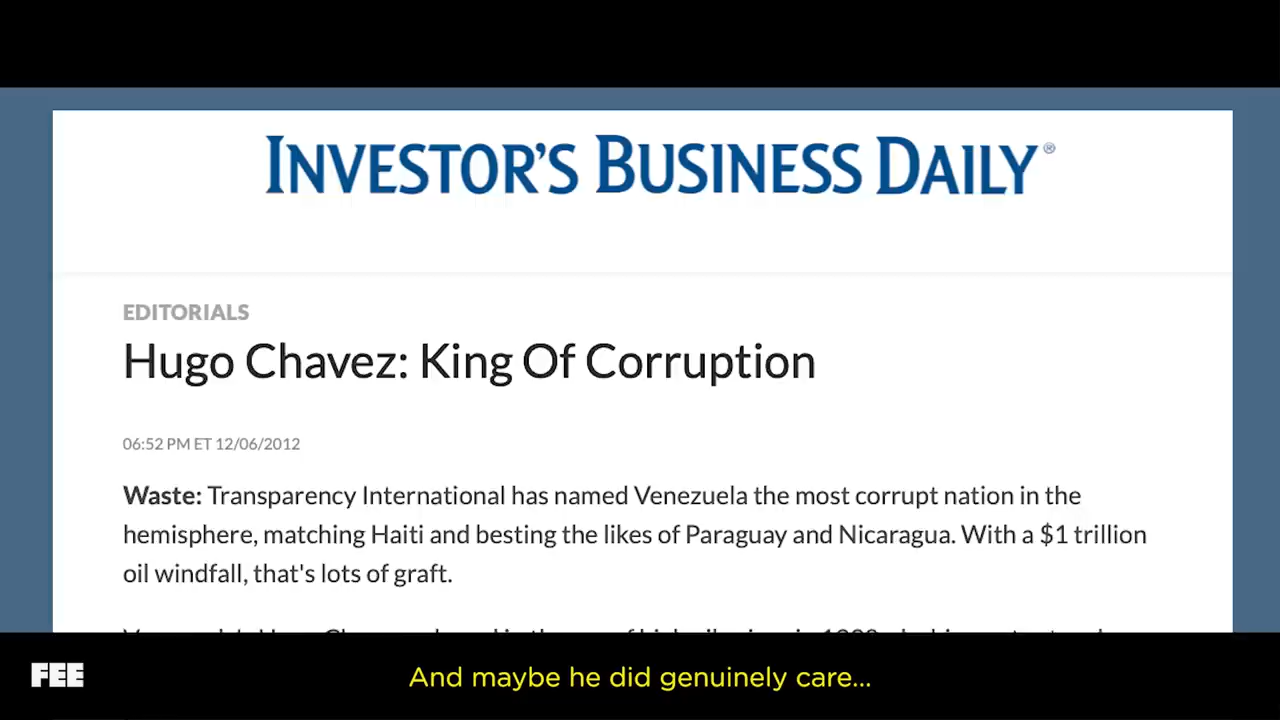 INVESTOR'S BUSINESS DAILY®
EDITORIALS
Hugo Chavez: King Of Corruption
06:52 PM ET 12/06/2012
Waste: Transparency International has named Venezuela the most corrupt nation in the
hemisphere, matching Haiti and besting the likes of Paraguay and Nicaragua. With a $1 trillion
oil windfall, that's lots of graft.
FEE
And maybe he did genuinely care...